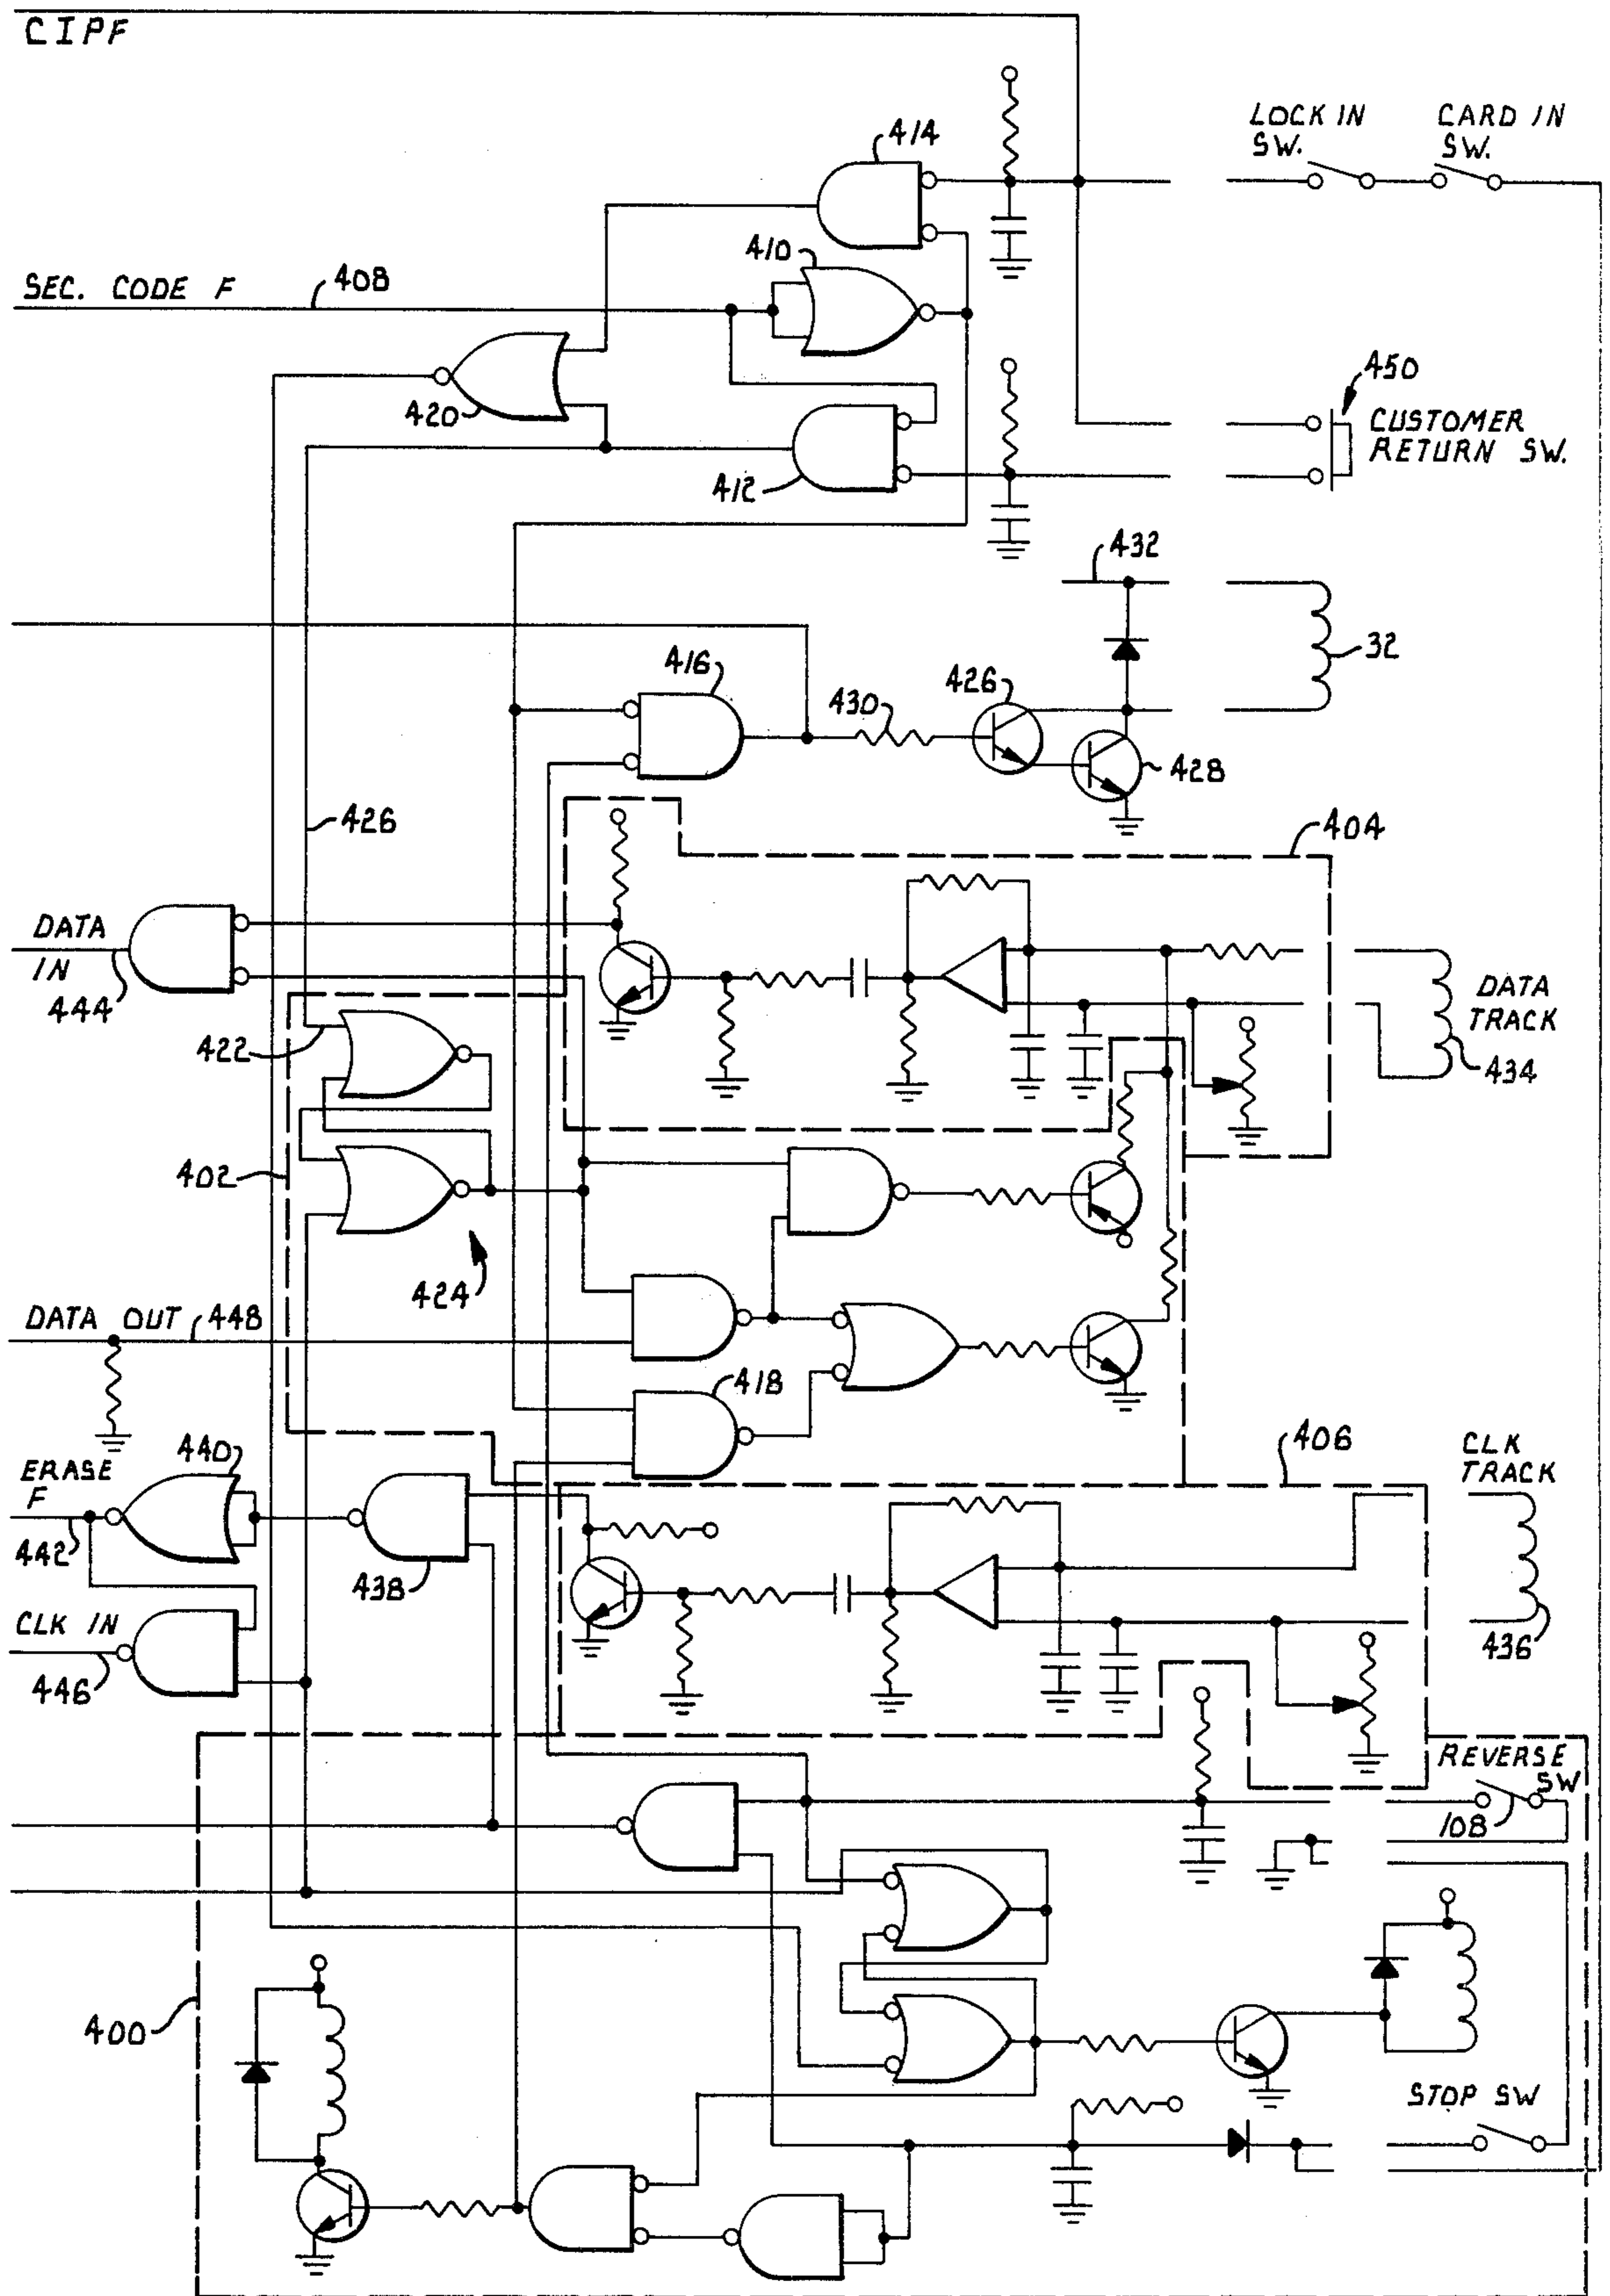 CIPF
LOCK IN
SW.
CARD IN
SW.
414
410
SEC. CODE F
408
450
CUSTOMER
RETURN SW.
420
412
432
32
416
430
426
428
426
404
DATA
IN
444
DATA
TRACK
434
422
402
424
DATA OUT
448
418
406
CLK
TRACK
440
ERASE
F
442
438
CLK IN
446
436
REVERSE
SW
108
400
STOP SW